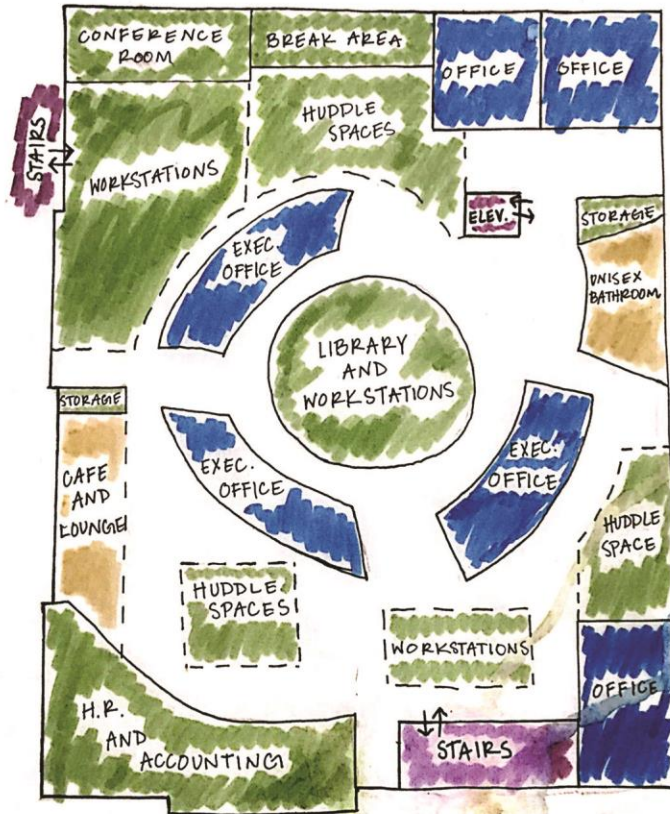 CONFERENCE
ROOM
BREAK AREA
OFFICE
OFFICE
STAIRS
WORKSTATIONS
HUDDLE
SPACES
ELEV.
STORAGE
UNISEX
BATHROOM
EXEC.
OFFICE
LIBRARY
AND
WORKSTATIONS
STORAGE
CAFE
AND
LOUNGE
EXEC.
OFFICE
EXEC.
OFFICE
HUDDLE
SPACE
HUDDLE
SPACES
WORKSTATIONS
OFFICE
H.R.
AND
ACCOUNTING
STAIRS